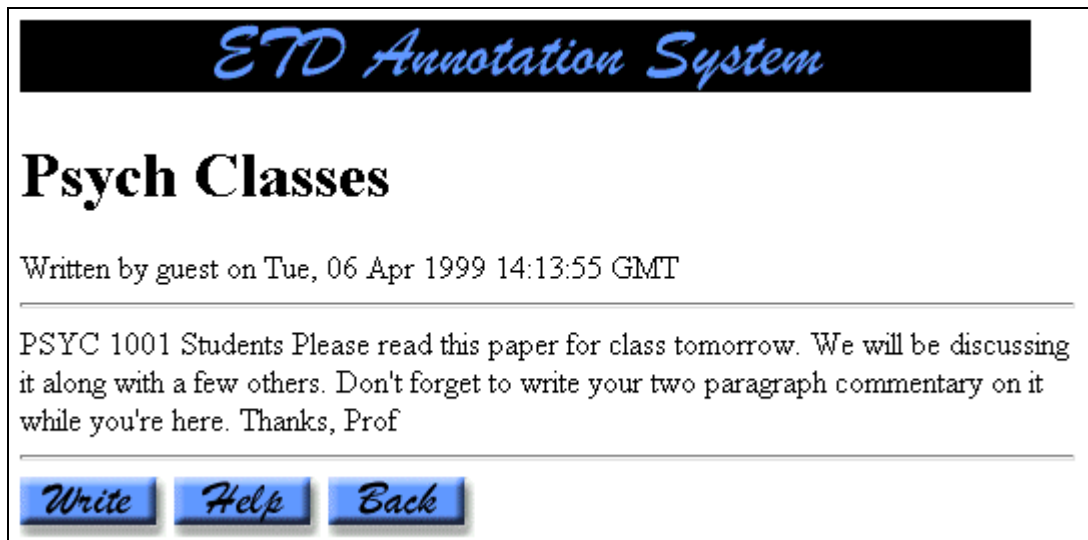 ETD Annotation System
Psych Classes
Written by guest on Tue, 06 Apr 1999 14:13:55 GMT
PSYC 1001 Students Please read this paper for class tomorrow. We will be discussing
it along with a few others. Don't forget to write your two paragraph commentary on it
while you're here. Thanks, Prof
Write Help Back